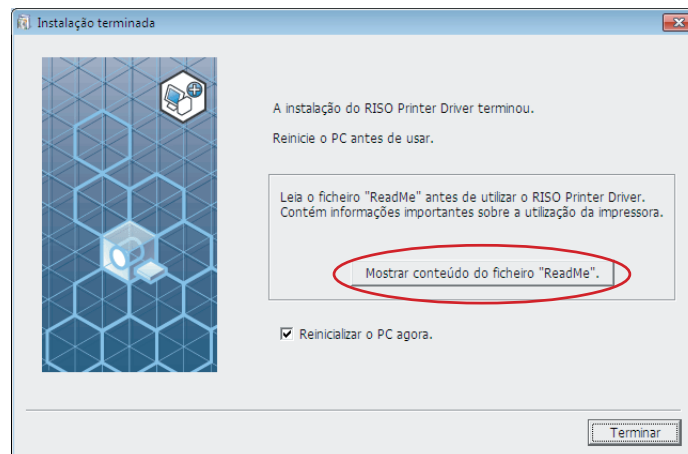 Instalação terminada
A instalação do RISO Printer Driver terminou.
Reinicie o PC antes de usar.
Leia o ficheiro "ReadMe" antes de utilizar o RISO Printer Driver.
Contém informações importantes sobre a utilização da impressora.
Mostrar conteúdo do ficheiro "ReadMe".
Reinicializar o PC agora.
Terminar